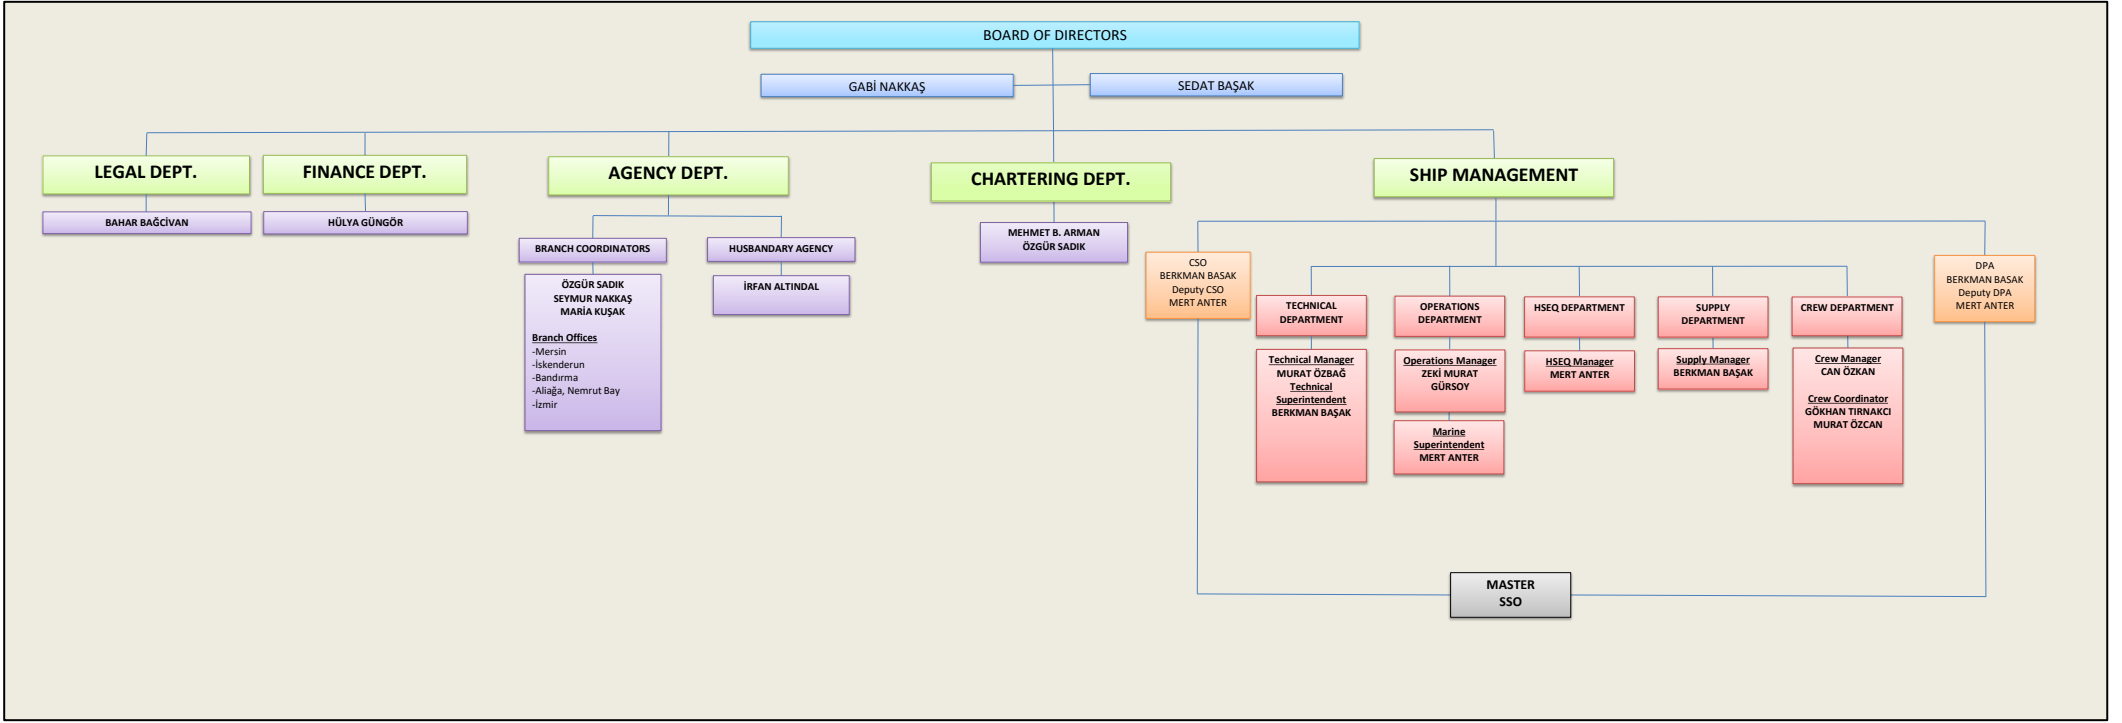 BOARD OF DIRECTORS
GABİ NAKKAŞ
SEDAT BAŞAK
LEGAL DEPT.
BAHAR BAĞCİVAN
FINANCE DEPT.
HÜLYA GÜNGÖR
AGENCY DEPT.
BRANCH COORDINATORS
ÖZGÜR SADIK
SEYMUR NAKKAŞ
MARİA KUŞAK
Branch Offices
-Mersin
-İskenderun
-Bandırma
-Aliağa, Nemrut Bay
-İzmir
HUSBANDARY AGENCY
İRFAN ALTINDAL
CHARTERING DEPT.
MEHMET B. ARMAN
ÖZGÜR SADIK
SHIP MANAGEMENT
CSO
BERKMAN BASAK
Deputy CSO
MERT ANTER
TECHNICAL
DEPARTMENT
Technical Manager
MURAT ÖZBAĞ
Technical
Superintendent
BERKMAN BAŞAK
OPERATIONS
DEPARTMENT
Operations Manager
ZEKİ MURAT
GÜRSOY
Marine
Superintendent
MERT ANTER
HSEQ DEPARTMENT
HSEQ Manager
MERT ANTER
SUPPLY
DEPARTMENT
Supply Manager
BERKMAN BAŞAK
CREW DEPARTMENT
Crew Manager
CAN ÖZKAN
Crew Coordinator
GÖKHAN TIRNAKCI
MURAT ÖZCAN
DPA
BERKMAN BASAK
Deputy DPA
MERT ANTER
MASTER
SSO